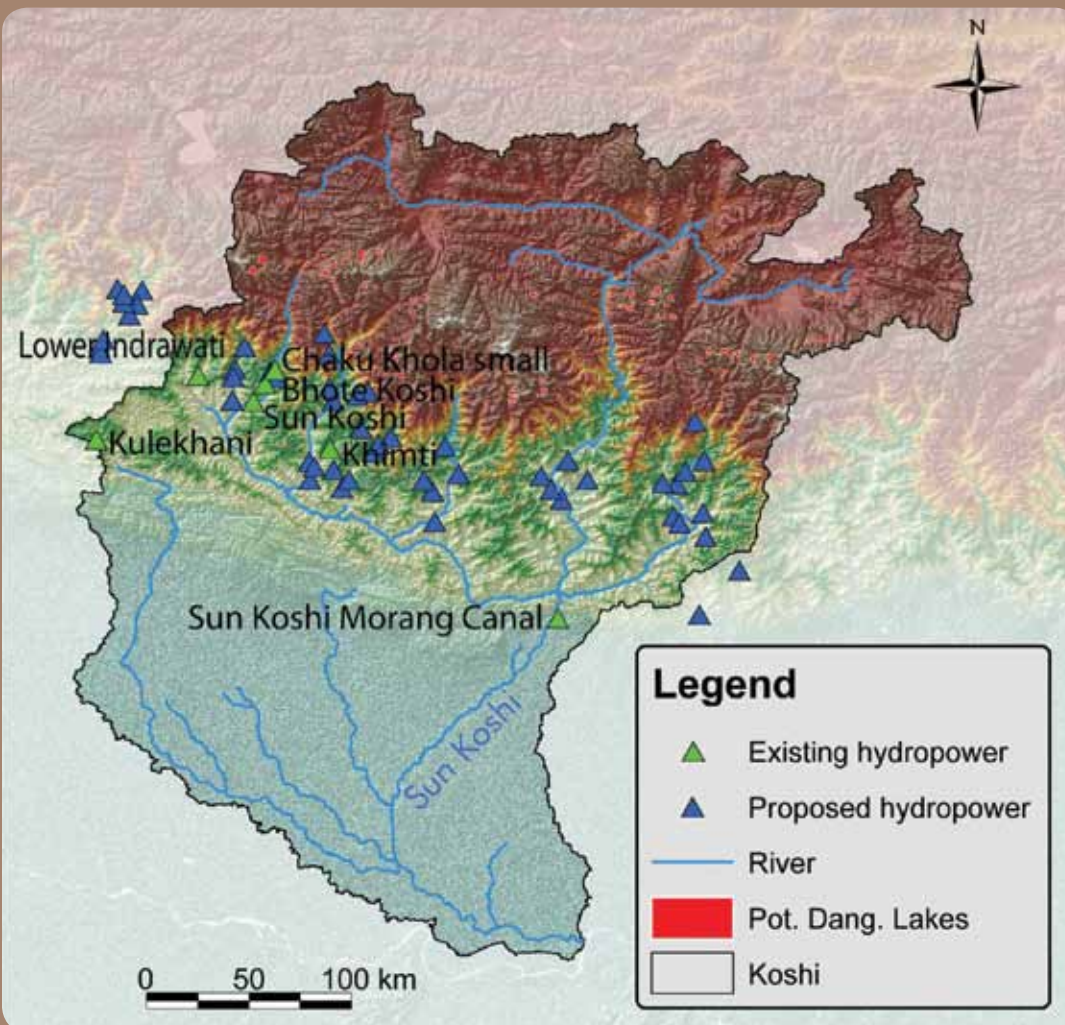 N
Lower Indrawati
Chaku Khola small
Bhote Koshi
Sun Koshi
Kulekhani
Khimti
Sun Koshi Morang Canal
Sun Koshi
Legend
Existing hydropower
Proposed hydropower
River
Pot. Dang. Lakes
Koshi
0 50 100 km